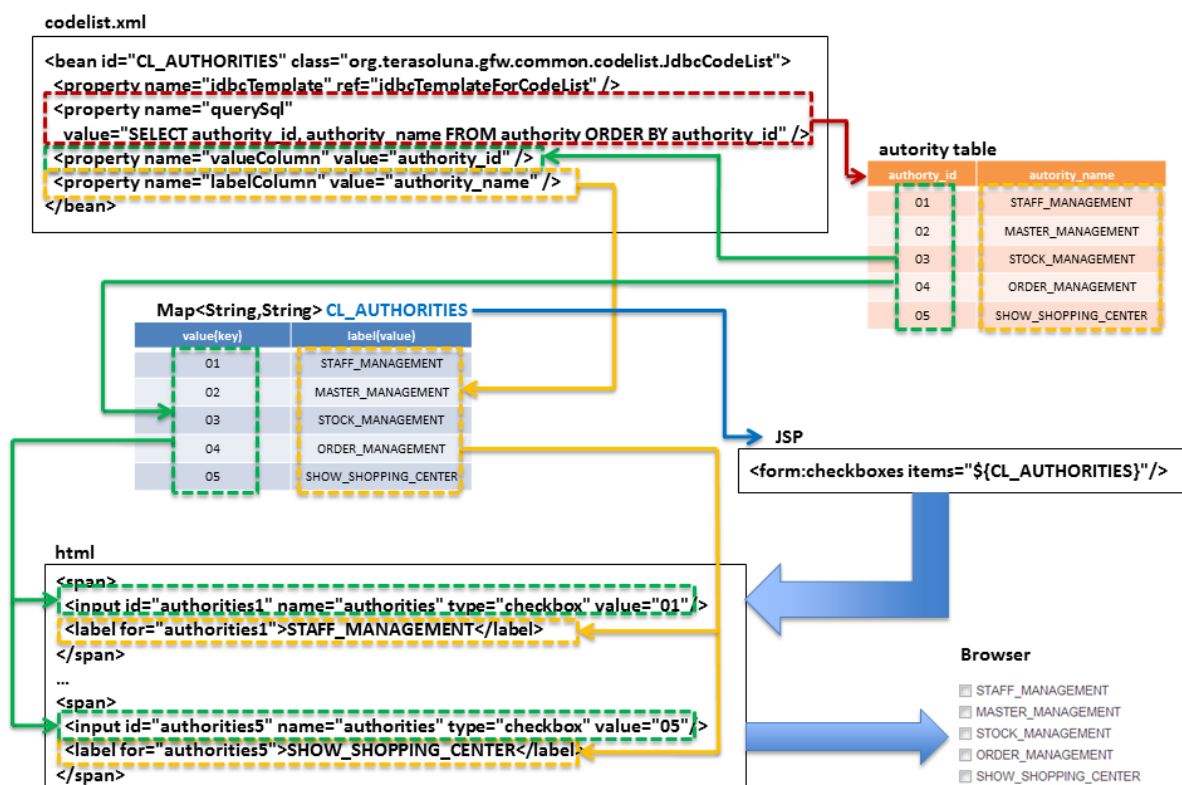 codelist.xml
<bean id="CL_AUTHORITIES" class="org.terasoluna.gfw.common.codelist.JdbcCodeList">
<property name="jdbcTemplate" ref="jdbcTemplateForCodeList" />
<property name="querySql"
value="SELECT authority_id, authority_name FROM authority ORDER BY authority_id" />
<property name="valueColumn" value="authority_id" />
<property name="labelColumn" value="authority_name" />
</bean>
autority table
authorty_id autority_name
01 STAFF_MANAGEMENT
02 MASTER_MANAGEMENT
03 STOCK_MANAGEMENT
04 ORDER_MANAGEMENT
05 SHOW_SHOPPING_CENTER
Map<String,String> CL_AUTHORITIES
value(key) label(value)
01 STAFF_MANAGEMENT
02 MASTER_MANAGEMENT
03 STOCK_MANAGEMENT
04 ORDER_MANAGEMENT
05 SHOW_SHOPPING_CENTER
JSP
<form:checkboxes items="${CL_AUTHORITIES}"/>
html
<span>
<input id="authorities1" name="authorities" type="checkbox" value="01"/>
<label for="authorities1">STAFF_MANAGEMENT</label>
</span>
...
<span>
<input id="authorities5" name="authorities" type="checkbox" value="05"/>
<label for="authorities5">SHOW_SHOPPING_CENTER</label>
</span>
Browser
STAFF_MANAGEMENT
MASTER_MANAGEMENT
STOCK_MANAGEMENT
ORDER_MANAGEMENT
SHOW_SHOPPING_CENTER